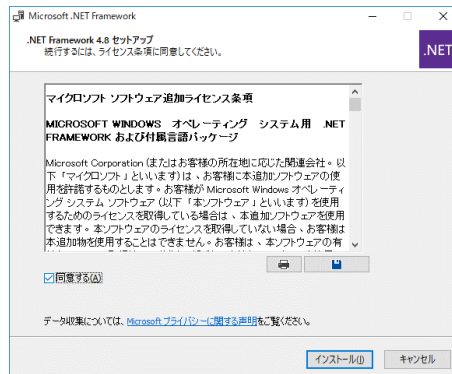 Microsoft .NET Framework
.NET Framework 4.8 セットアップ
続行するには、ライセンス条項に同意してください。
.NET
マイクロソフト ソフトウェア追加ライセンス条項
MICROSOFT WINDOWS オペレーティング システム用 .NET
FRAMEWORK および付属言語パッケージ
Microsoft Corporation (またはお客様の所在地に応じた関連会社。以
下「マイクロソフト」といいます) は、お客様に本追加ソフトウェアの使
用を許諾するものとします。お客様が Microsoft Windows オペレーティ
ング システム ソフトウェア (以下「本ソフトウェア」といいます) を使用
するためのライセンスを取得している場合は、本追加ソフトウェアを使用
できます。本ソフトウェアのライセンスを取得していない場合、お客様は
本追加物を使用することはできません。お客様は、本ソフトウェアの有
同意する(A)
データ収集については、Microsoft プライバシーに関する声明をご覧ください。
インストール(I)
キャンセル